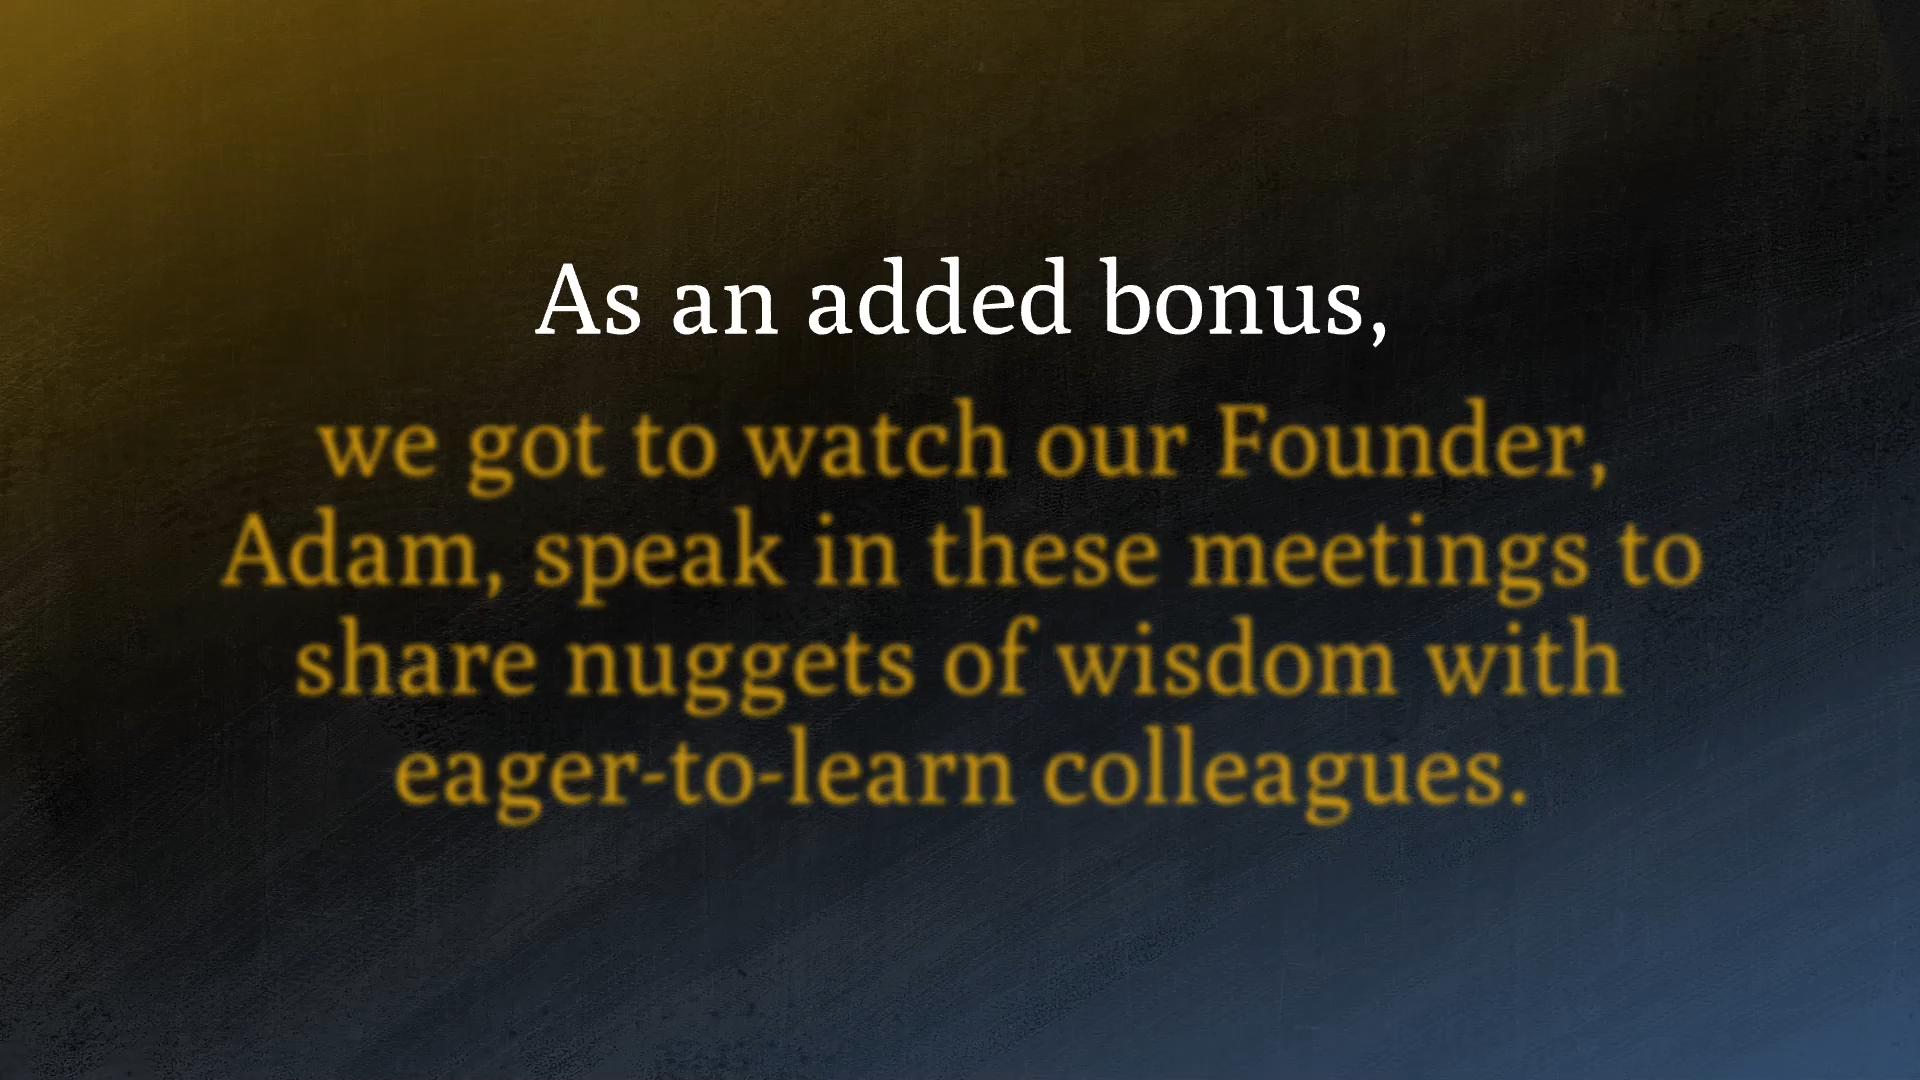 As an added bonus,
we got to watch our Founder,
Adam, speak in these meetings to
share nuggets of wisdom with
eager-to-learn colleagues.